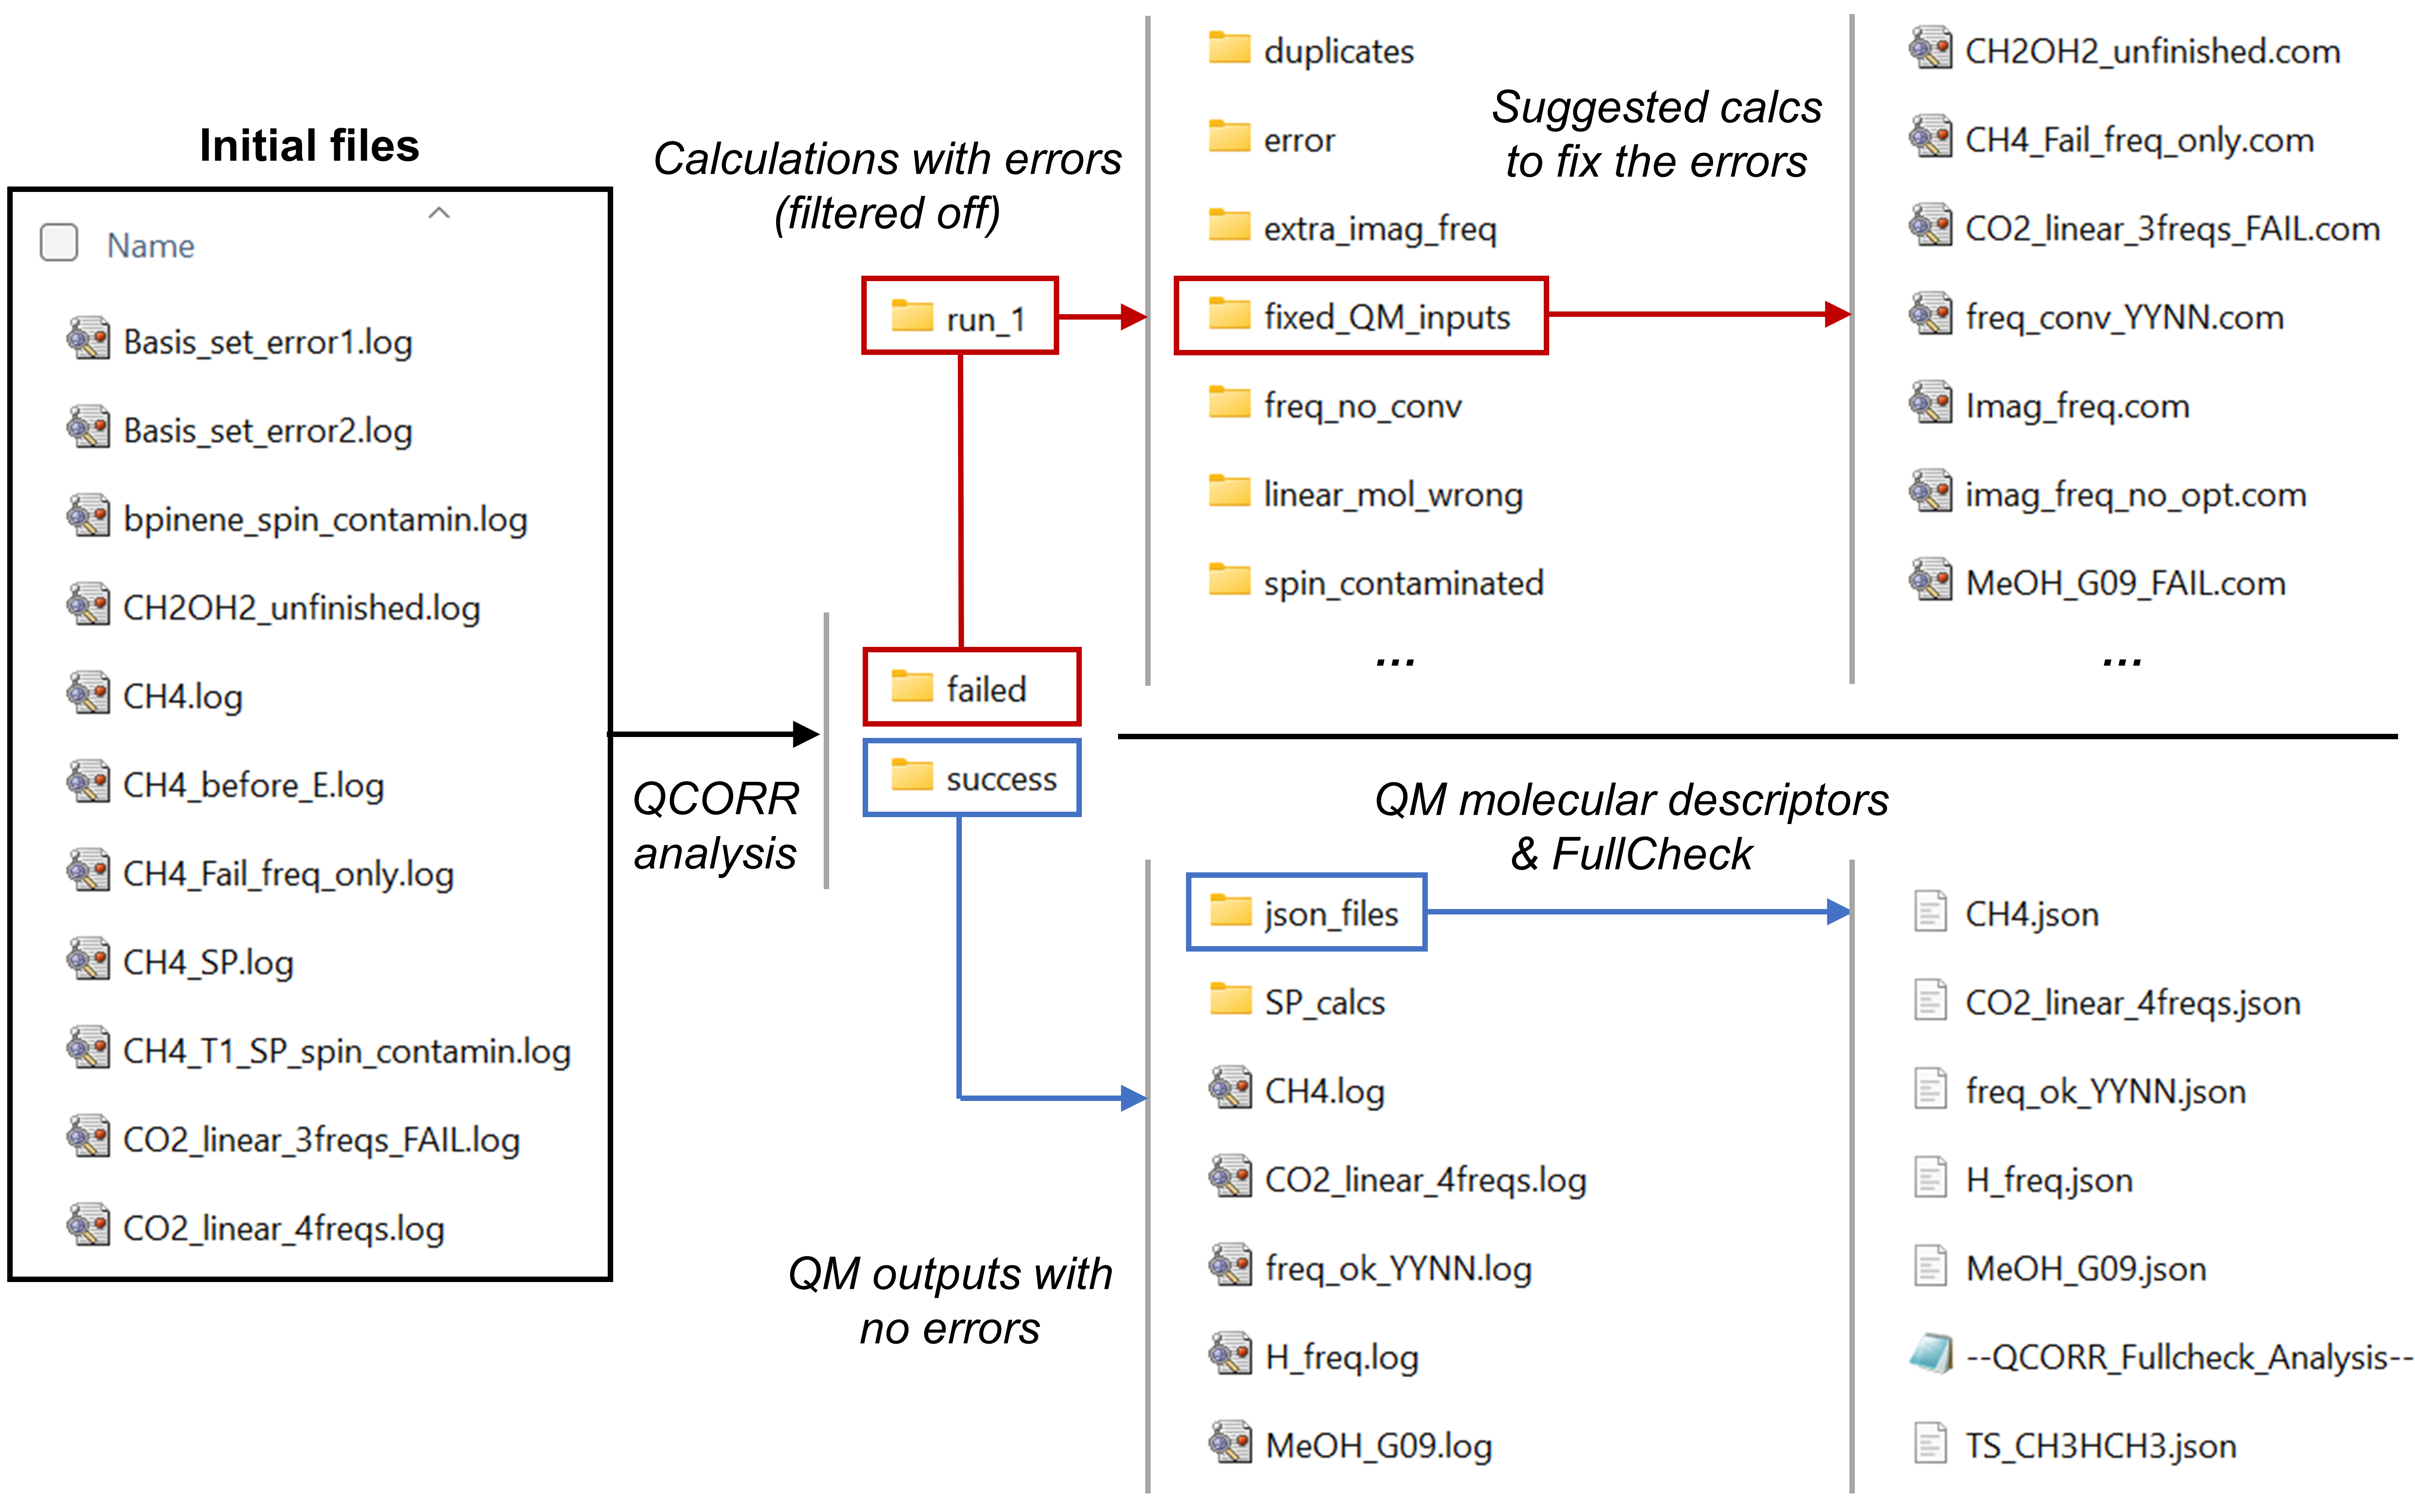 Initial files
Name
Basis_set_error1.log
Basis_set_error2.log
bpinene_spin_contamin.log
CH2OH2_unfinished.log
CH4.log
CH4_before_E.log
CH4_Fail_freq_only.log
CH4_SP.log
CH4_T1_SP_spin_contamin.log
CO2_linear_3freqs_FAIL.log
CO2_linear_4freqs.log
QCORR
analysis
Calculations with errors
(filtered off)
run_1
failed
success
QM outputs with
no errors
duplicates
error
extra_imag_freq
fixed_QM_inputs
freq_no_conv
linear_mol_wrong
spin_contaminated
...
Suggested calcs
to fix the errors
CH2OH2_unfinished.com
CH4_Fail_freq_only.com
CO2_linear_3freqs_FAIL.com
freq_conv_YYNN.com
Imag_freq.com
imag_freq_no_opt.com
MeOH_G09_FAIL.com
...
QM molecular descriptors
& FullCheck
json_files
SP_calcs
CH4.log
CO2_linear_4freqs.log
freq_ok_YYNN.log
H_freq.log
MeOH_G09.log
CH4.json
CO2_linear_4freqs.json
freq_ok_YYNN.json
H_freq.json
MeOH_G09.json
--QCORR_Fullcheck_Analysis--
TS_CH3HCH3.json